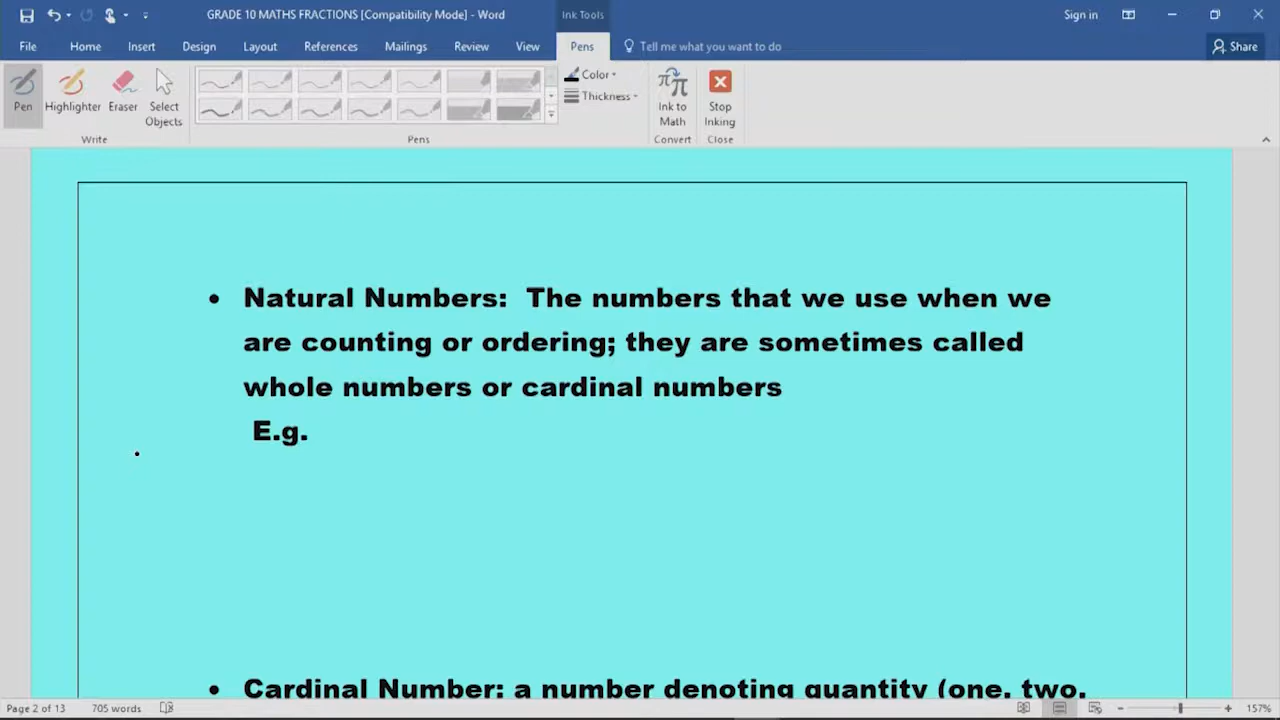 GRADE 10 MATHS FRACTIONS [Compatibility Mode] - Word
Ink Tools
Sign in
File
Home
Insert
Design
Layout
References
Mailings
Review
View
Pens
Tell me what you want to do
Share
Pen
Highlighter
Eraser
Select
Objects
Color
Thickness
Ink to
Math
Stop
Inking
Write
Pens
Convert
Close
• Natural Numbers: The numbers that we use when we
are counting or ordering; they are sometimes called
whole numbers or cardinal numbers
E.g.
• Cardinal Number: a number denoting quantity (one, two,
Page 2 of 13
705 words
157%